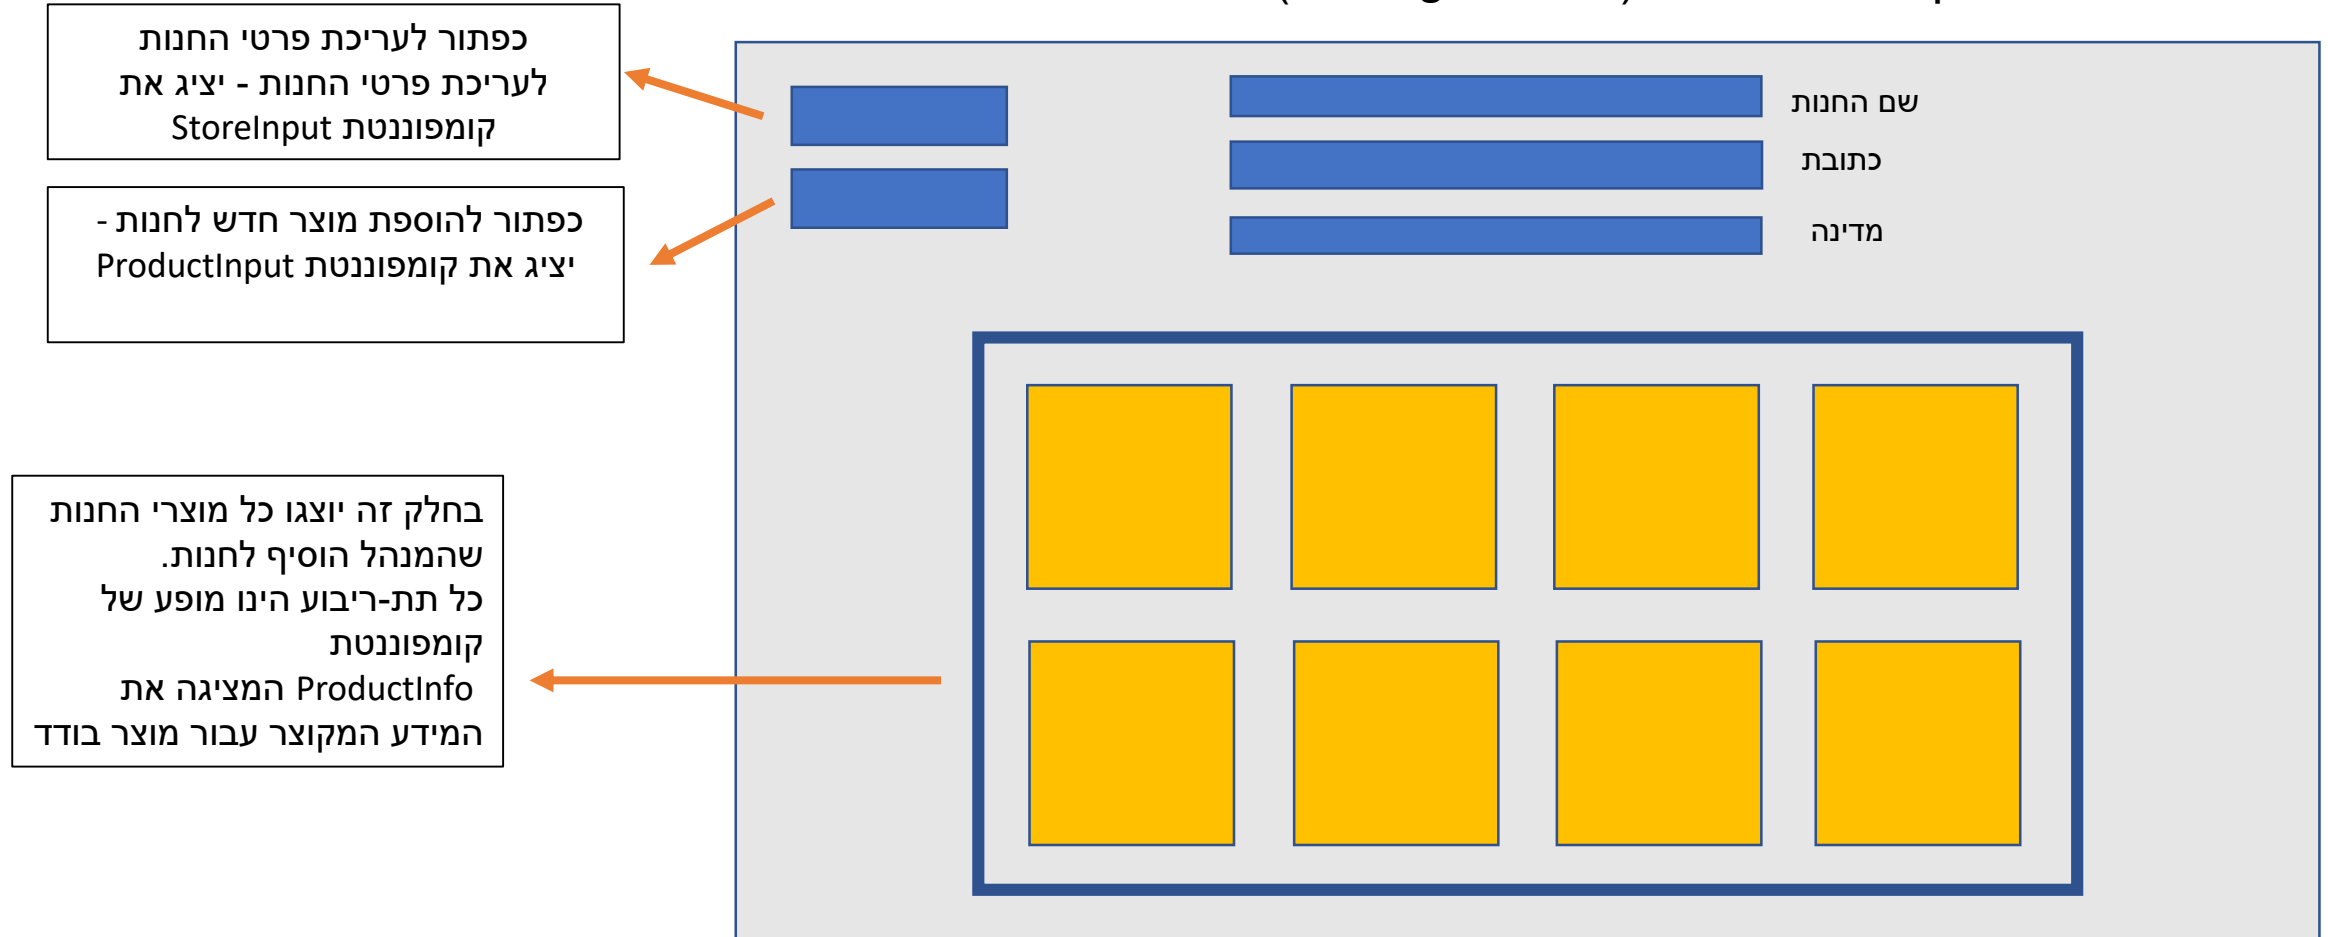 כפתור לעריכת פרטי החנות
לעריכת פרטי החנות - יציג את
קומפוננטת StoreInput
כפתור להוספת מוצר חדש לחנות -
יציג את קומפוננטת ProductInput
שם החנות
כתובת
מדינה
בחלק זה יוצגו כל מוצרי החנות
שהמנהל הוסיף לחנות.
כל תת-ריבוע הינו מופע של
קומפוננטת
ProductInfo המציגה את
המידע המקוצר עבור מוצר בודד